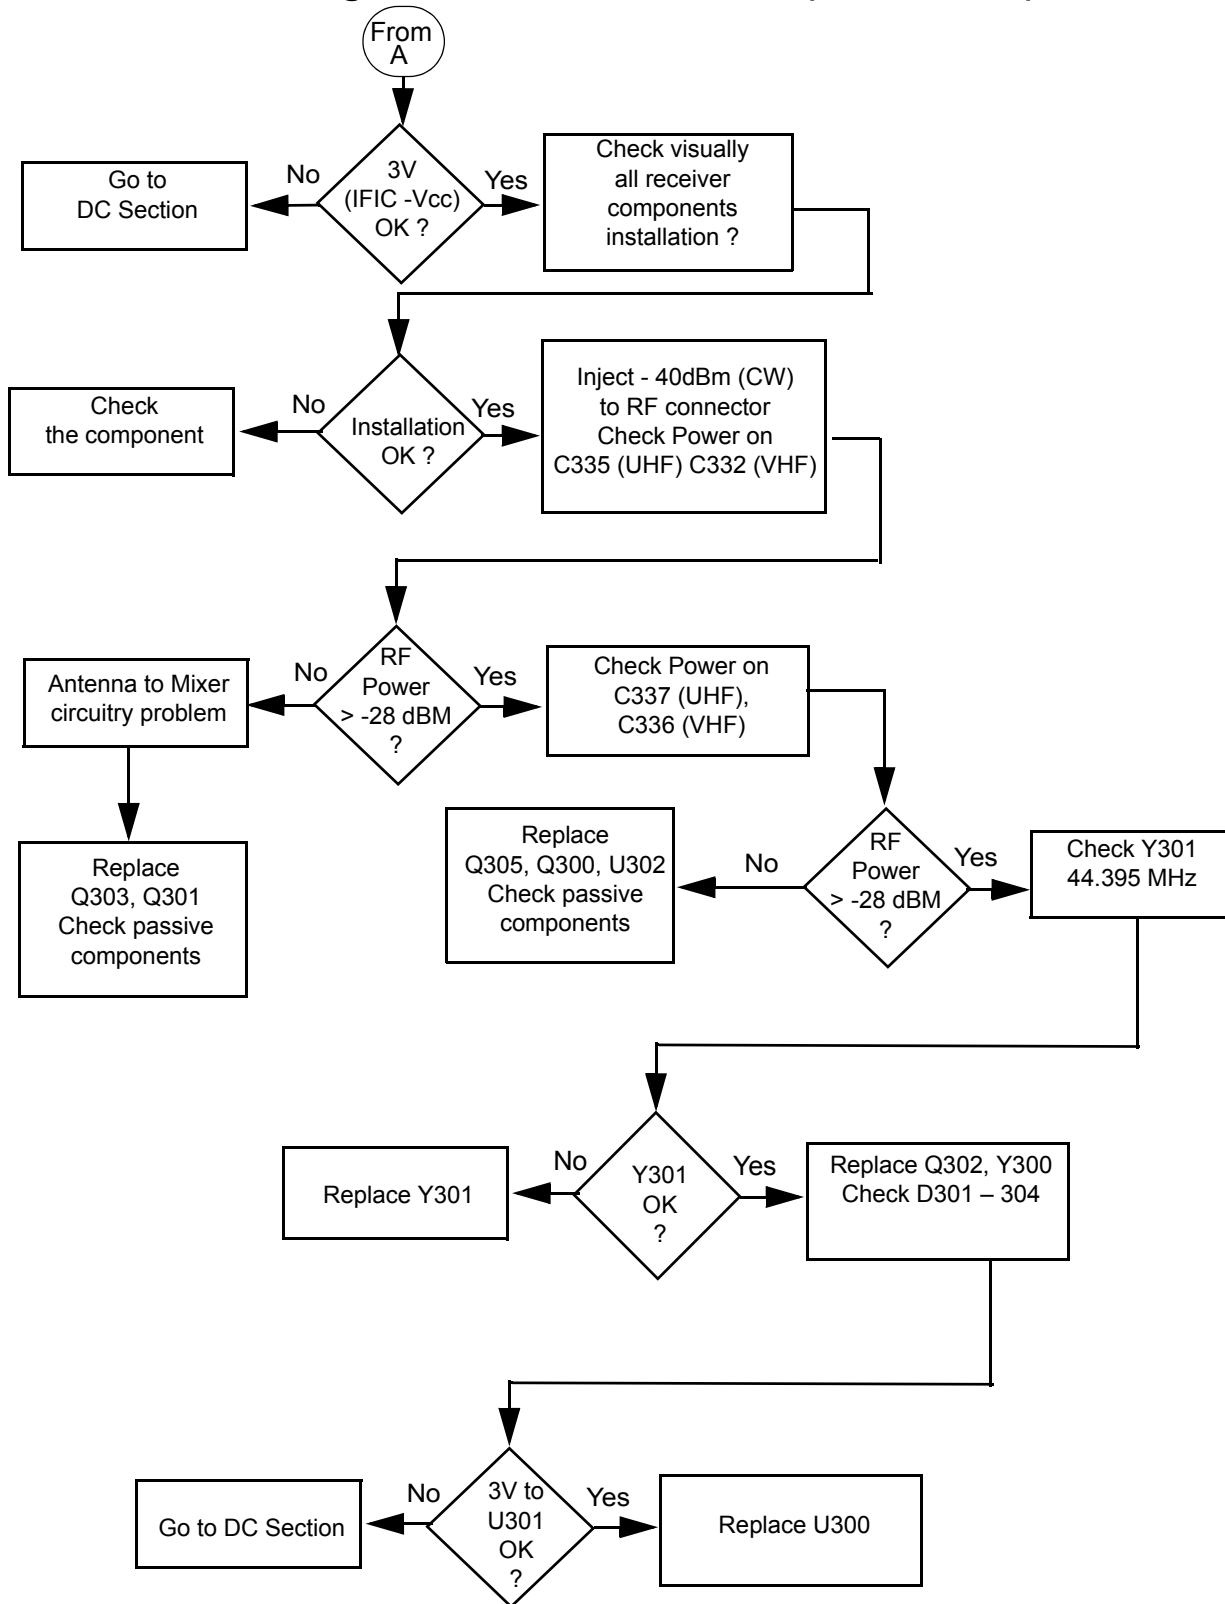 From
A
3V
(IFIC -Vcc)
OK ?
No
Yes
Go to
DC Section
Check visually
all receiver
components
installation ?
Installation
OK ?
No
Yes
Check
the component
Inject - 40dBm (CW)
to RF connector
Check Power on
C335 (UHF) C332 (VHF)
RF
Power
> -28 dBM
?
No
Yes
Antenna to Mixer
circuitry problem
Replace
Q303, Q301
Check passive
components
Check Power on
C337 (UHF),
C336 (VHF)
RF
Power
> -28 dBM
?
No
Yes
Replace
Q305, Q300, U302
Check passive
components
Check Y301
44.395 MHz
Y301
OK
?
No
Yes
Replace Y301
Replace Q302, Y300
Check D301 – 304
3V to
U301
OK
?
No
Yes
Go to DC Section
Replace U300